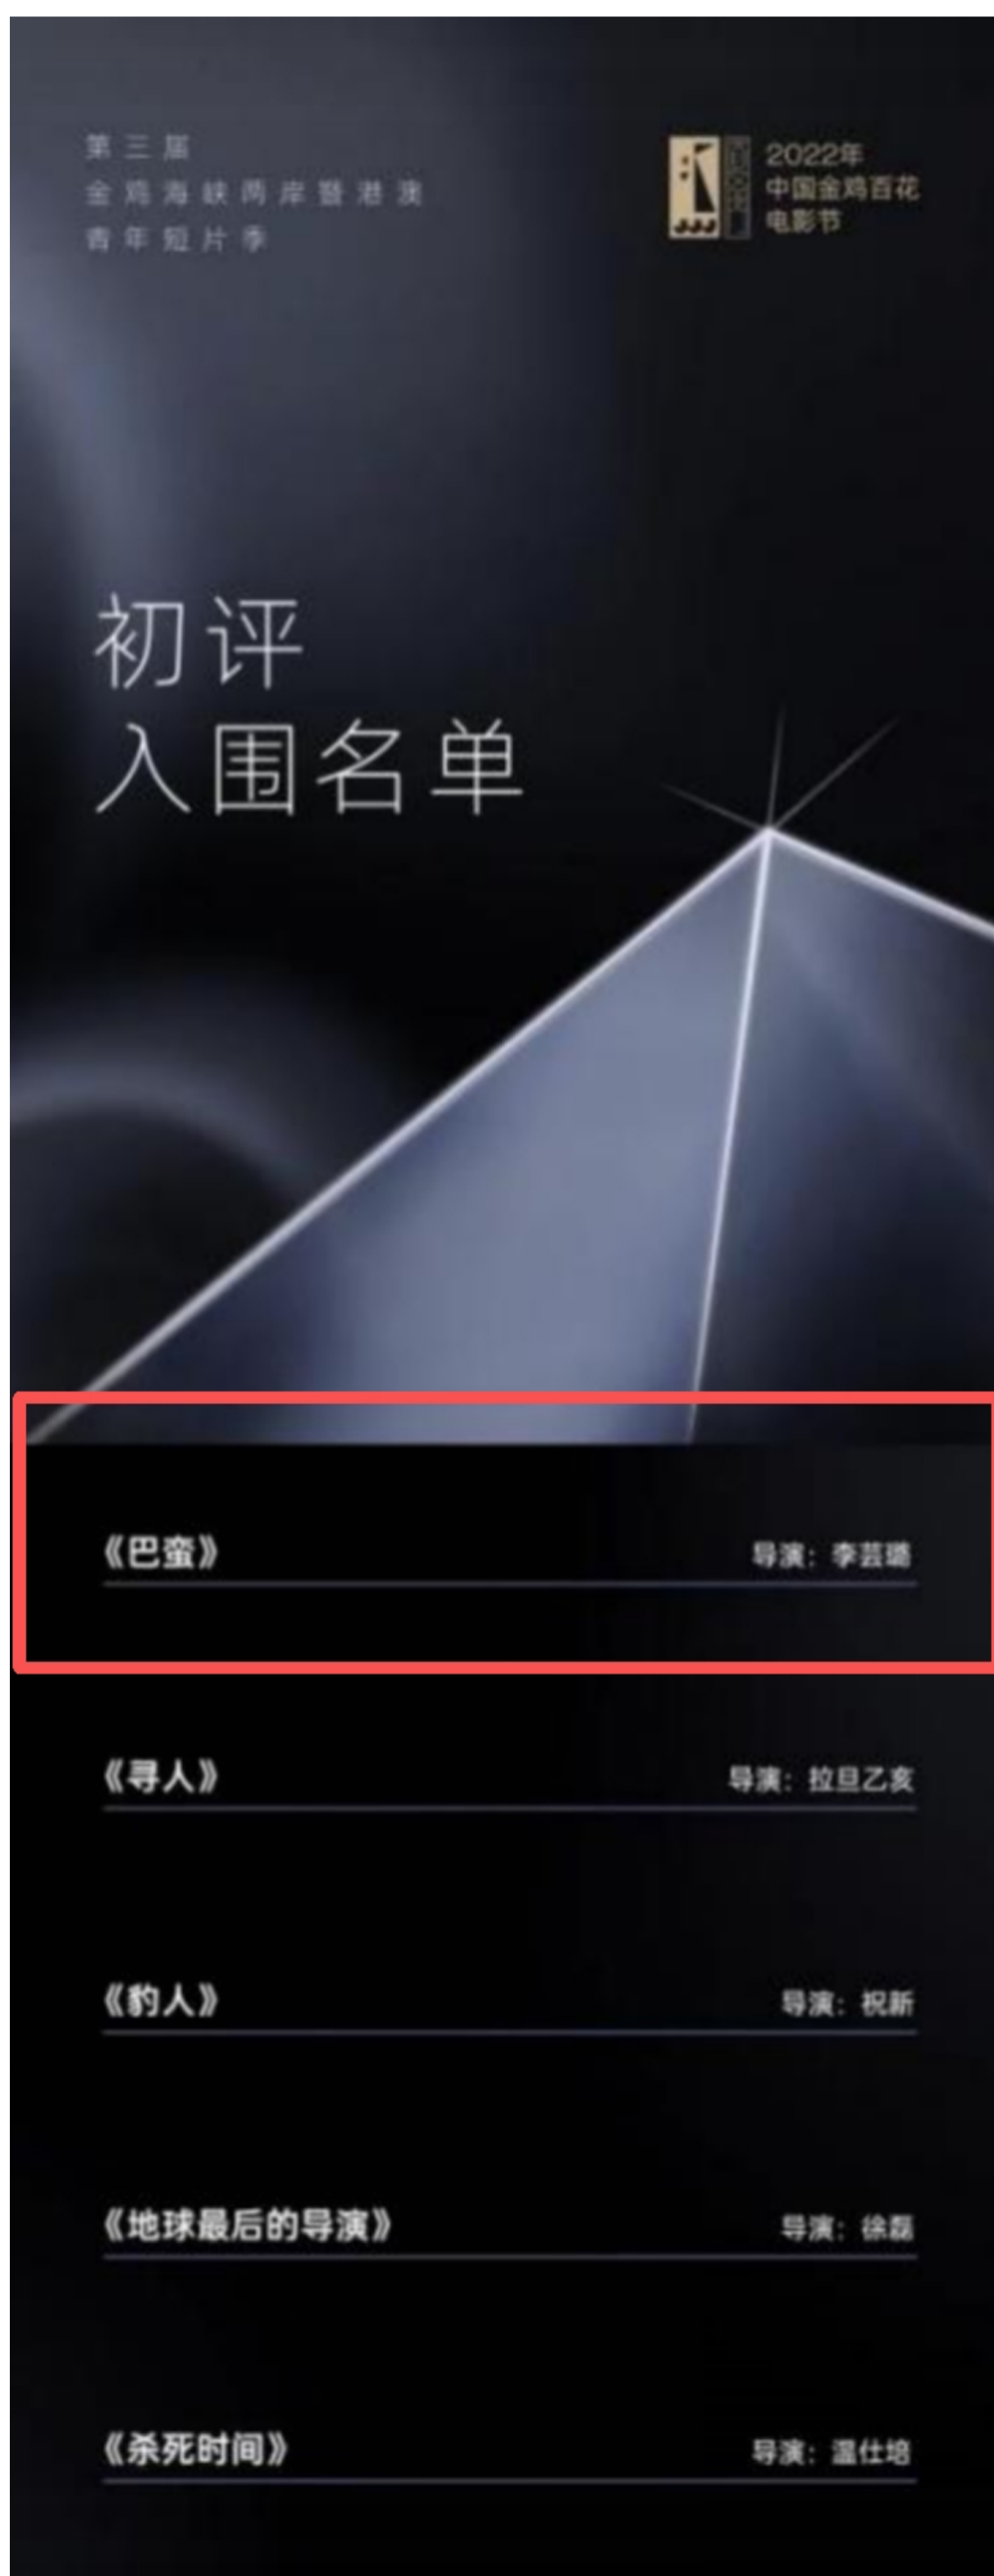 第三届
金鸡海峡两岸暨港澳
青年短片季
2022年
中国金鸡百花
电影节
初评
入围名单
《巴蛮》 导演：李芸璐
《寻人》 导演：拉旦乙亥
《豹人》 导演：祝新
《地球最后的导演》 导演：徐磊
《杀死时间》 导演：温仕培